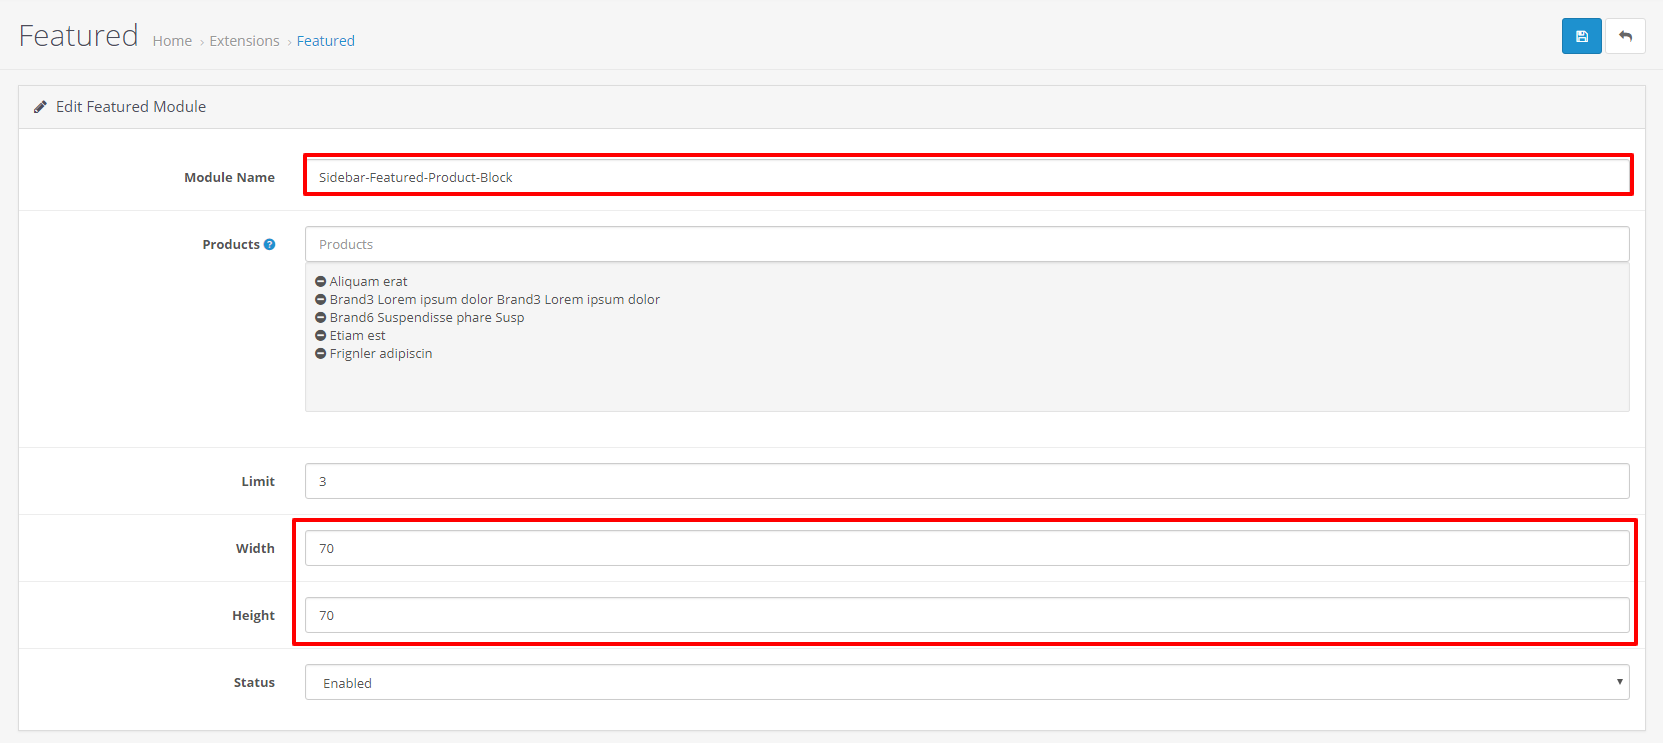 Featured Home › Extensions › Featured
Edit Featured Module
Module Name Sidebar-Featured-Product-Block
Products ? Products
Aliquam erat
Brand3 Lorem ipsum dolor Brand3 Lorem ipsum dolor
Brand6 Suspendisse phare Susp
Etiam est
Frignler adipiscin
Limit 3
Width 70
Height 70
Status Enabled